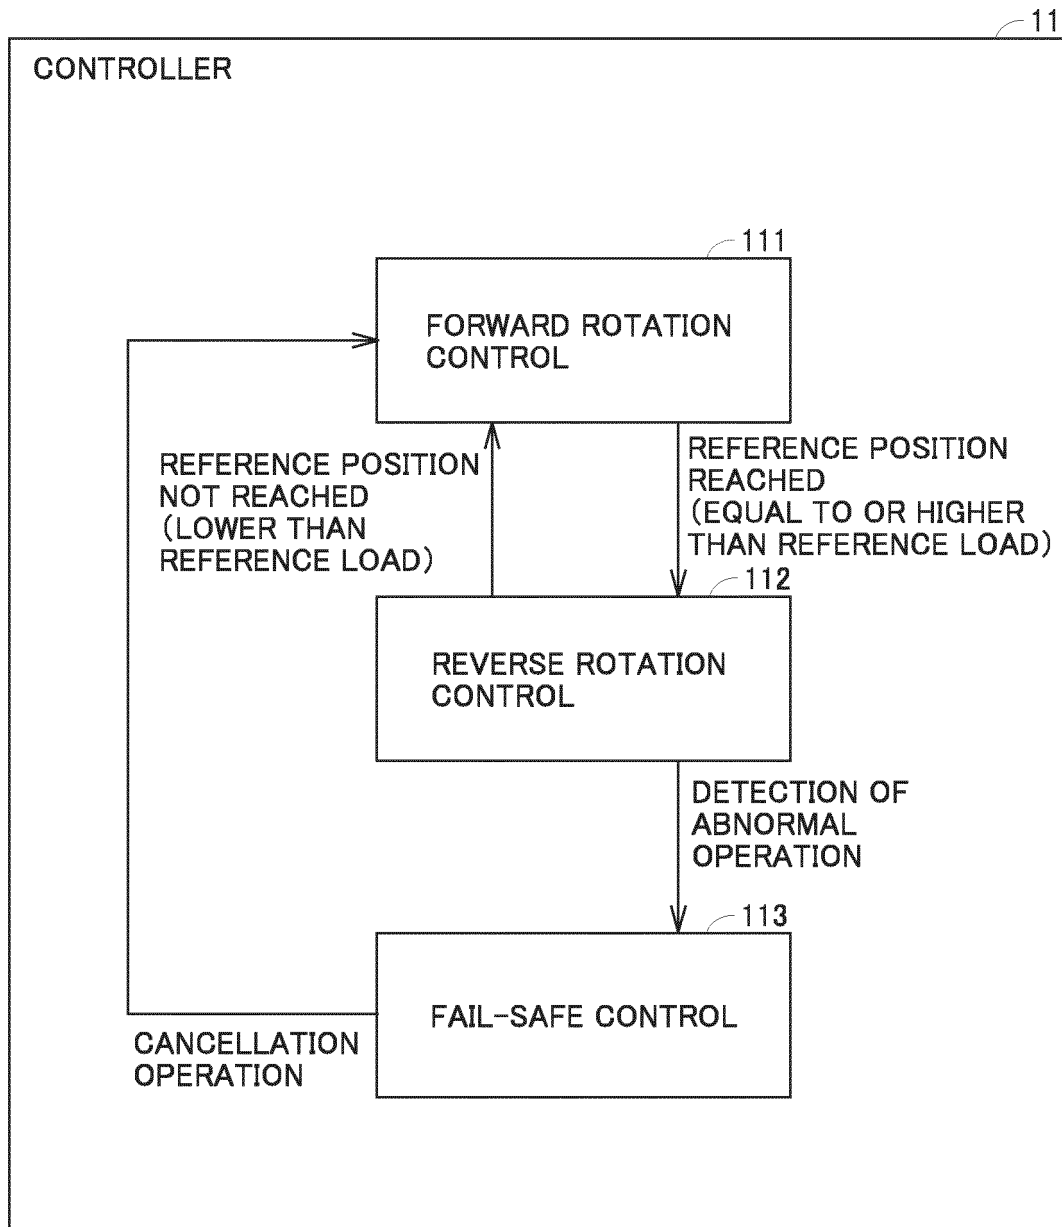 11
CONTROLLER
111
FORWARD ROTATION
CONTROL
REFERENCE POSITION
NOT REACHED
(LOWER THAN
REFERENCE LOAD)
REFERENCE POSITION
REACHED
(EQUAL TO OR HIGHER
THAN REFERENCE LOAD)
112
REVERSE ROTATION
CONTROL
DETECTION OF
ABNORMAL
OPERATION
113
FAIL-SAFE CONTROL
CANCELLATION
OPERATION